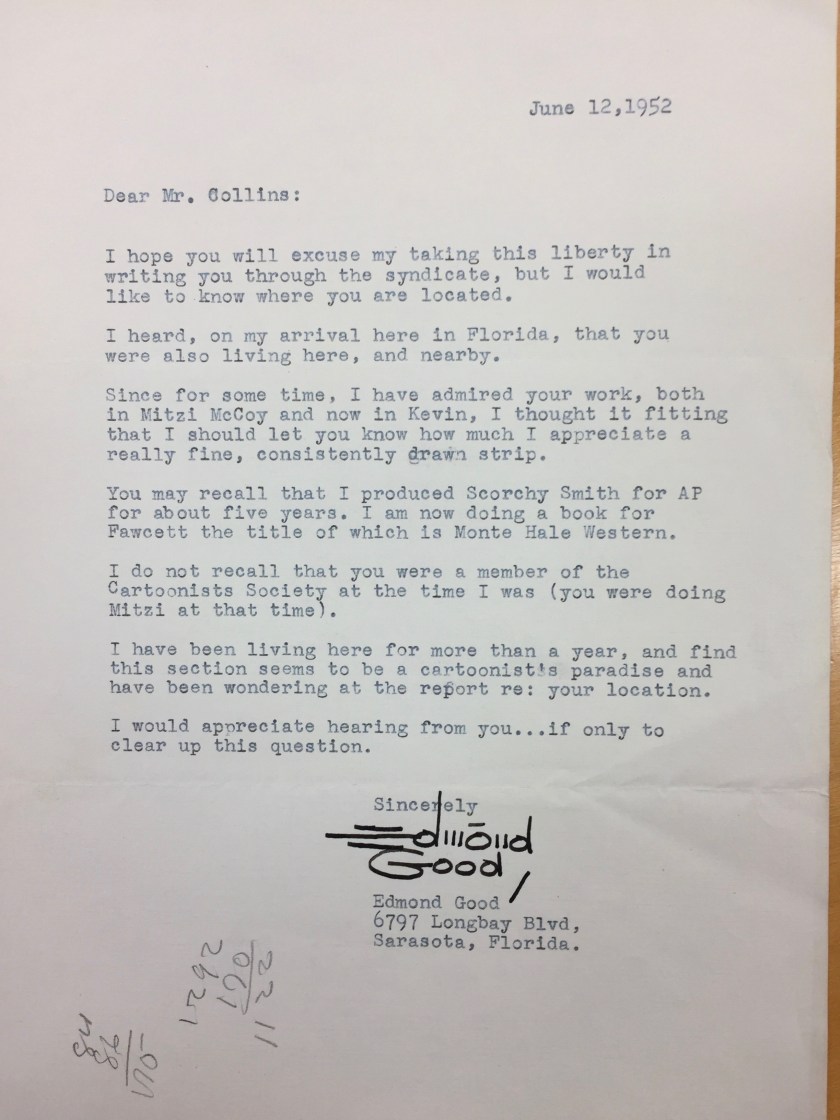 June 12,1952
Dear Mr. Collins:
I hope you will excuse my taking this liberty in
writing you through the syndicate, but I would
like to know where you are located.
I heard, on my arrival here in Florida, that you
were also living here, and nearby.
Since for some time, I have admired your work, both
in Mitzi McCoy and now in Kevin, I thought it fitting
that I should let you know how much I appreciate a
really fine, consistently drawn strip.
You may recall that I produced Scorchy Smith for AP
for about five years. I am now doing a book for
Fawcett the title of which is Monte Hale Western.
I do not recall that you were a member of the
Cartoonists Society at the time I was (you were doing
Mitzi at that time).
I have been living here for more than a year, and find
this section seems to be a cartoonist's paradise and
have been wondering at the report re: your location.
I would appreciate hearing from you...if only to
clear up this question.
Sincerely
Edmond
Good
Edmond Good
6797 Longbay Blvd,
Sarasota, Florida.